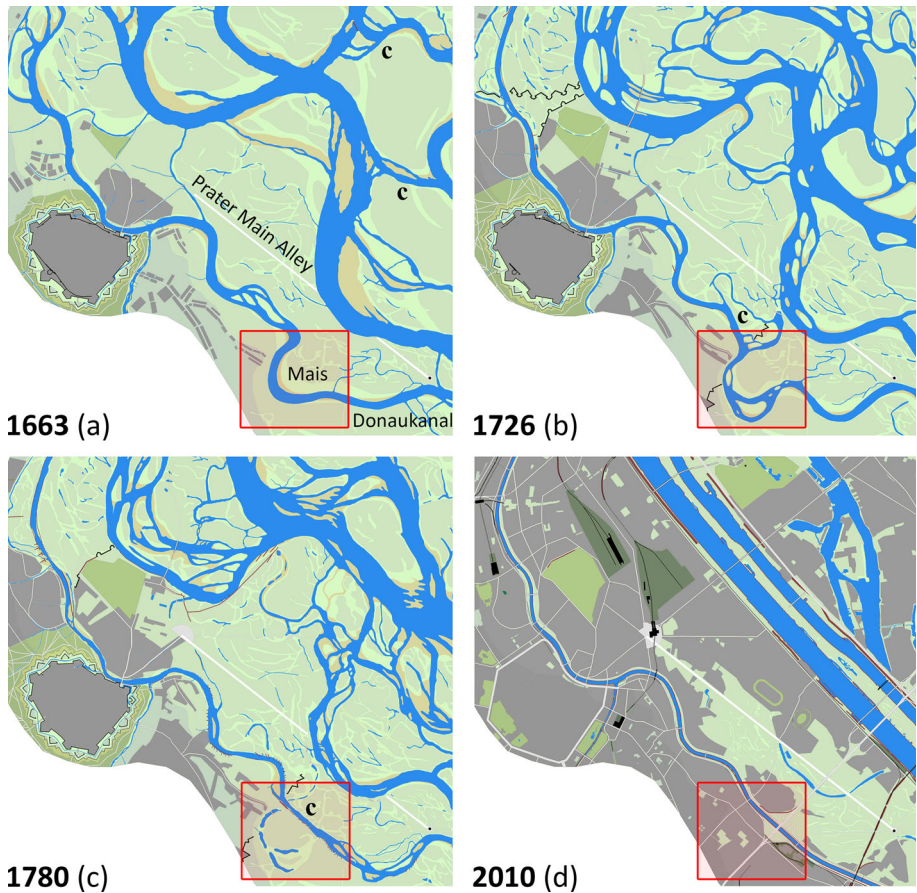 c
c
Prater Main Alley
Mais
Donaukanal
1663 (a)
c
1726 (b)
c
1780 (c)
2010 (d)